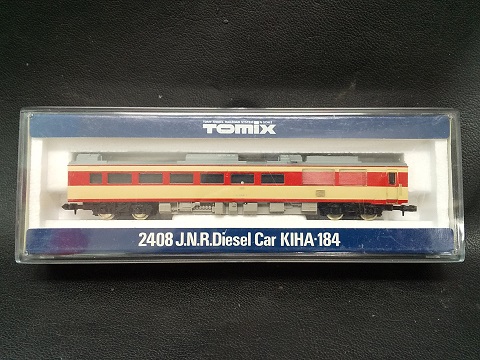 TOMIX
2408 J.N.R.Diesel Car KIHA-184